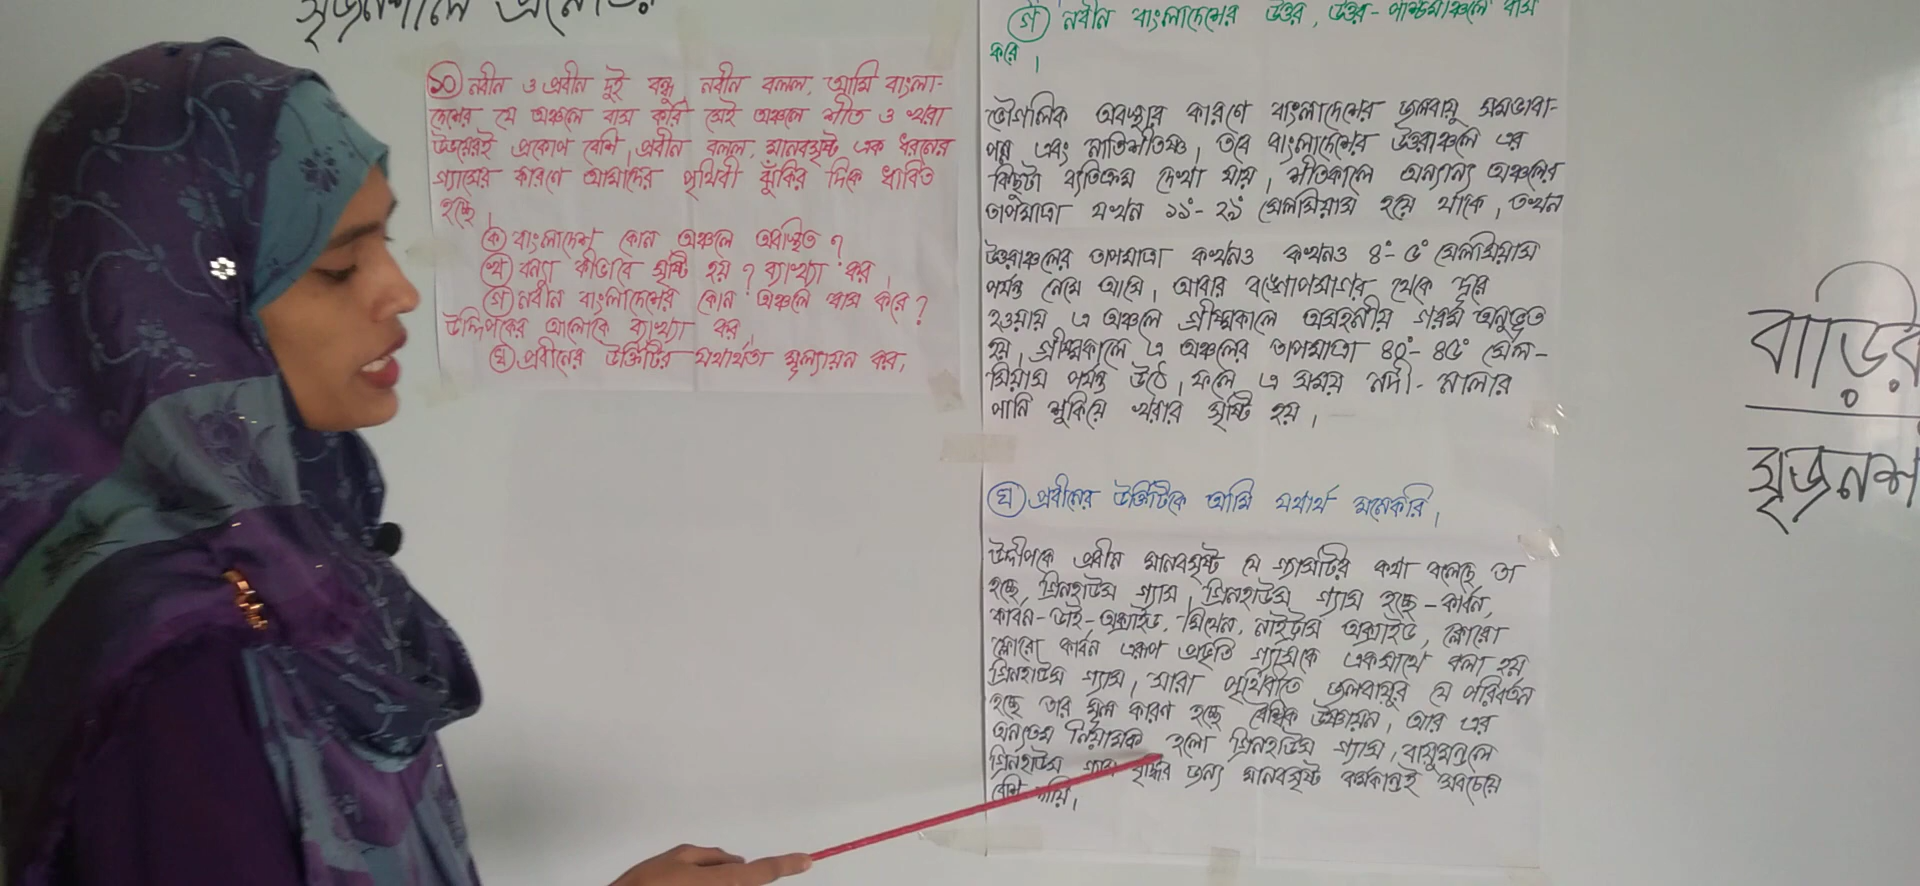 সৃজনশীল প্রশ্নোত্তর
১০ নবীন ও প্রবীন দুই বন্ধু, নবীন বলল, আমি বাংলা-
দেশের যে অঞ্চলে বাস করি সেই অঞ্চলে শীত ও খরা
উভয়েরই প্রকোপ বেশি, প্রবীন বলল, মানবসৃষ্ট এক ধরনের
গ্যাসের কারণে আমাদের পৃথিবী ঝুঁকির দিকে ধাবিত
হচ্ছে।
ক বাংলাদেশ কোন অঞ্চলে অবস্থিত?
খ বন্যা কীভাবে সৃষ্টি হয়? ব্যাখ্যা কর।
গ নবীন বাংলাদেশের কোন অঞ্চলে বাস করে?
উদ্দিপকের আলোকে ব্যাখ্যা কর,
ঘ প্রবীনের উক্তিটির যথার্থতা মূল্যায়ন কর,
গ নবীন বাংলাদেশের উত্তর, উত্তর-পশ্চিমাঞ্চলে বাস
করে।
ভৌগলিক অবস্থার কারণে বাংলাদেশের জলবায়ু সমভাবা-
পন্ন এবং নাতিশীতষ্ণ, তবে বাংলাদেশের উত্তরাঞ্চলে এর
কিছুটা ব্যতিক্রম দেখা যায়, শীতকালে অন্যান্য অঞ্চলের
তাপমাত্রা যখন ১১°-২৯° সেলসিয়াস হয়ে থাকে, তখন
উত্তরাঞ্চলের তাপমাত্রা কখনও কখনও ৪°-৫° সেলসিয়াস
পর্যন্ত নেমে আসে, আবার বঙ্গোপসাগর থেকে দূরে
হওয়ায় এ অঞ্চলে গ্রীষ্মকালে অসহনীয় গরম অনুভূত
হয়, গ্রীষ্মকালে এ অঞ্চলের তাপমাত্রা ৪০°-৪৫° সেল-
সিয়াস পর্যন্ত উঠে, ফলে এ সময় নদী-নালার
পানি শুকিয়ে খরার সৃষ্টি হয়।
ঘ প্রবীনের উক্তিটিকে আমি যথার্থ মনেকরি,
উদ্দীপকে প্রবীন মানবসৃষ্ট যে গ্যাসটির কথা বলেছে তা
হচ্ছে গ্রিনহাউস গ্যাস, গ্রিনহাউস গ্যাস হচ্ছে-কার্বন,
কার্বন-ডাই-অক্সাইড, মিথেন, নাইট্রাস অক্সাইড, ক্লোরো
ফ্লোরো কার্বন এরূপ প্রভৃতি গ্যাসকে একসাথে বলা হয়
গ্রিনহাউস গ্যাস, সারা পৃথিবীতে জলবায়ুর যে পরিবর্তন
হচ্ছে তার মূল কারণ হচ্ছে বৈশ্বিক উষ্ণায়ন, আর এর
অন্যতম নিয়ামক হলো গ্রিনহাউস গ্যাস, বায়ুমন্ডলে
গ্রিনহাউস গ্যাস বৃদ্ধির জন্য মানবসৃষ্ট কর্মকান্ডই সবচেয়ে
বেশি দায়ি।
বাড়ির
সৃজনশ